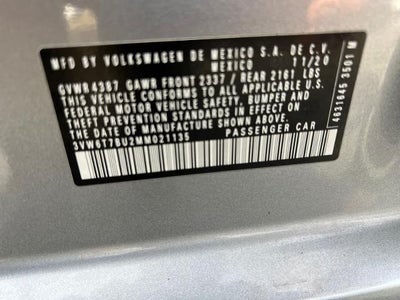 MFD BY VOLKSWAGEN DE MEXICO S.A. DE C.V.
MEXICO 11/20
GVWR 4387 GAWR FRONT 2337 / REAR 2161 LBS
THIS VEHICLE CONFORMS TO ALL APPLICABLE
FEDERAL MOTOR VEHICLE SAFETY, BUMPER AND
THEFT PREVENTION STANDARDS IN EFFECT ON
THE DATE OF MANUFACTURE SHOWN ABOVE
3VW6T7BU2MM021135 PASSENGER CAR
4631645 3501 M